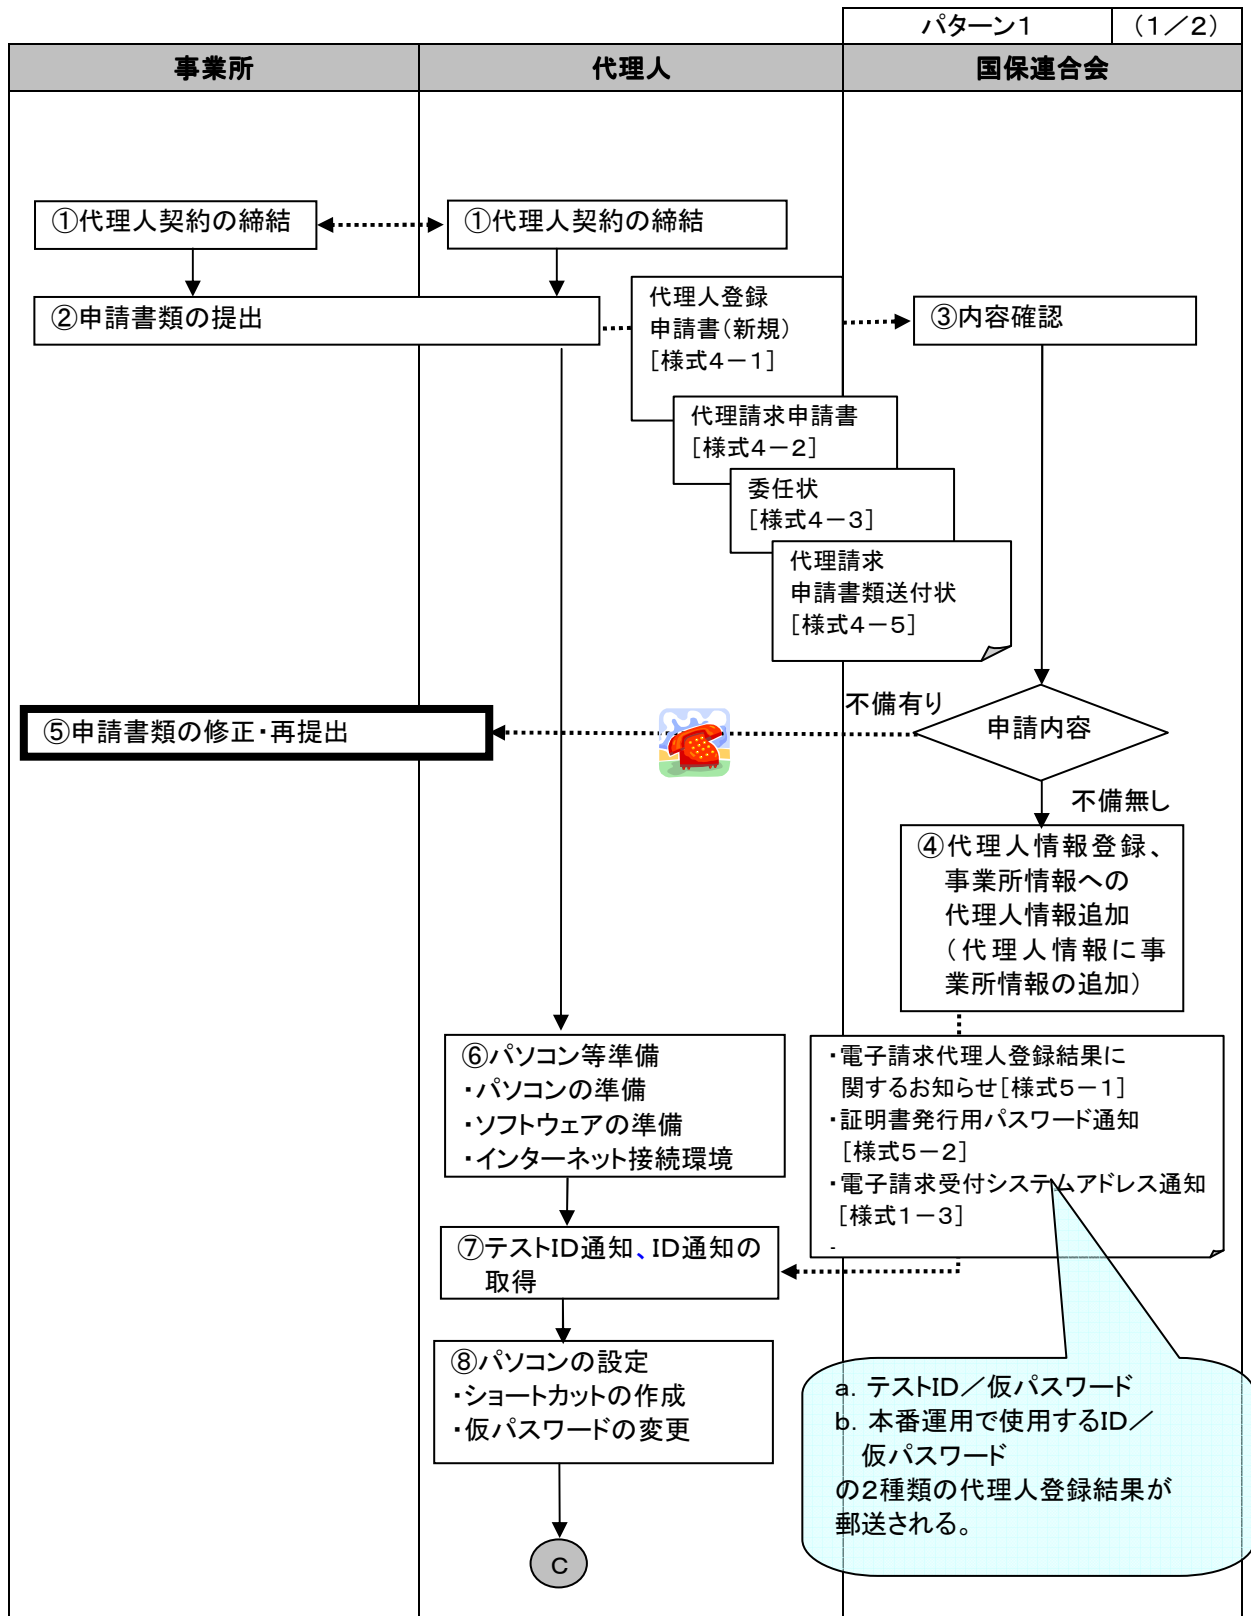 パターン1
(1/2)
事業所
代理人
国保連合会
①代理人契約の締結
①代理人契約の締結
②申請書類の提出
代理人登録
申請書(新規)
[様式4-1]
③内容確認
代理請求申請書
[様式4-2]
委任状
[様式4-3]
代理請求
申請書類送付状
[様式4-5]
不備有り
申請内容
⑤申請書類の修正・再提出
不備無し
④代理人情報登録、
事業所情報への
代理人情報追加
(代理人情報に事
業所情報の追加)
⑥パソコン等準備
・パソコンの準備
・ソフトウェアの準備
・インターネット接続環境
・電子請求代理人登録結果に
関するお知らせ[様式5-1]
・証明書発行用パスワード通知
[様式5-2]
・電子請求受付システムアドレス通知
[様式1-3]
-
⑦テストID通知、ID通知の
取得
⑧パソコンの設定
・ショートカットの作成
・仮パスワードの変更
a. テストID/仮パスワード
b. 本番運用で使用するID/
仮パスワード
の2種類の代理人登録結果が
郵送される。
C